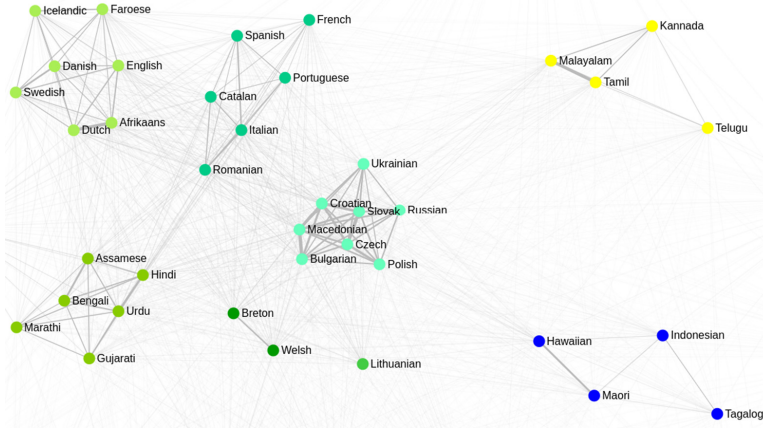 Icelandic
Faroese
French
Kannada
Spanish
Malayalam
Danish
English
Portuguese
Tamil
Swedish
Catalan
Afrikaans
Dutch
Italian
Telugu
Ukrainian
Romanian
Croatian
Slovak
Russian
Macedonian
Czech
Assamese
Bulgarian
Polish
Hindi
Bengali
Urdu
Breton
Marathi
Indonesian
Hawaiian
Welsh
Gujarati
Lithuanian
Maori
Tagalog